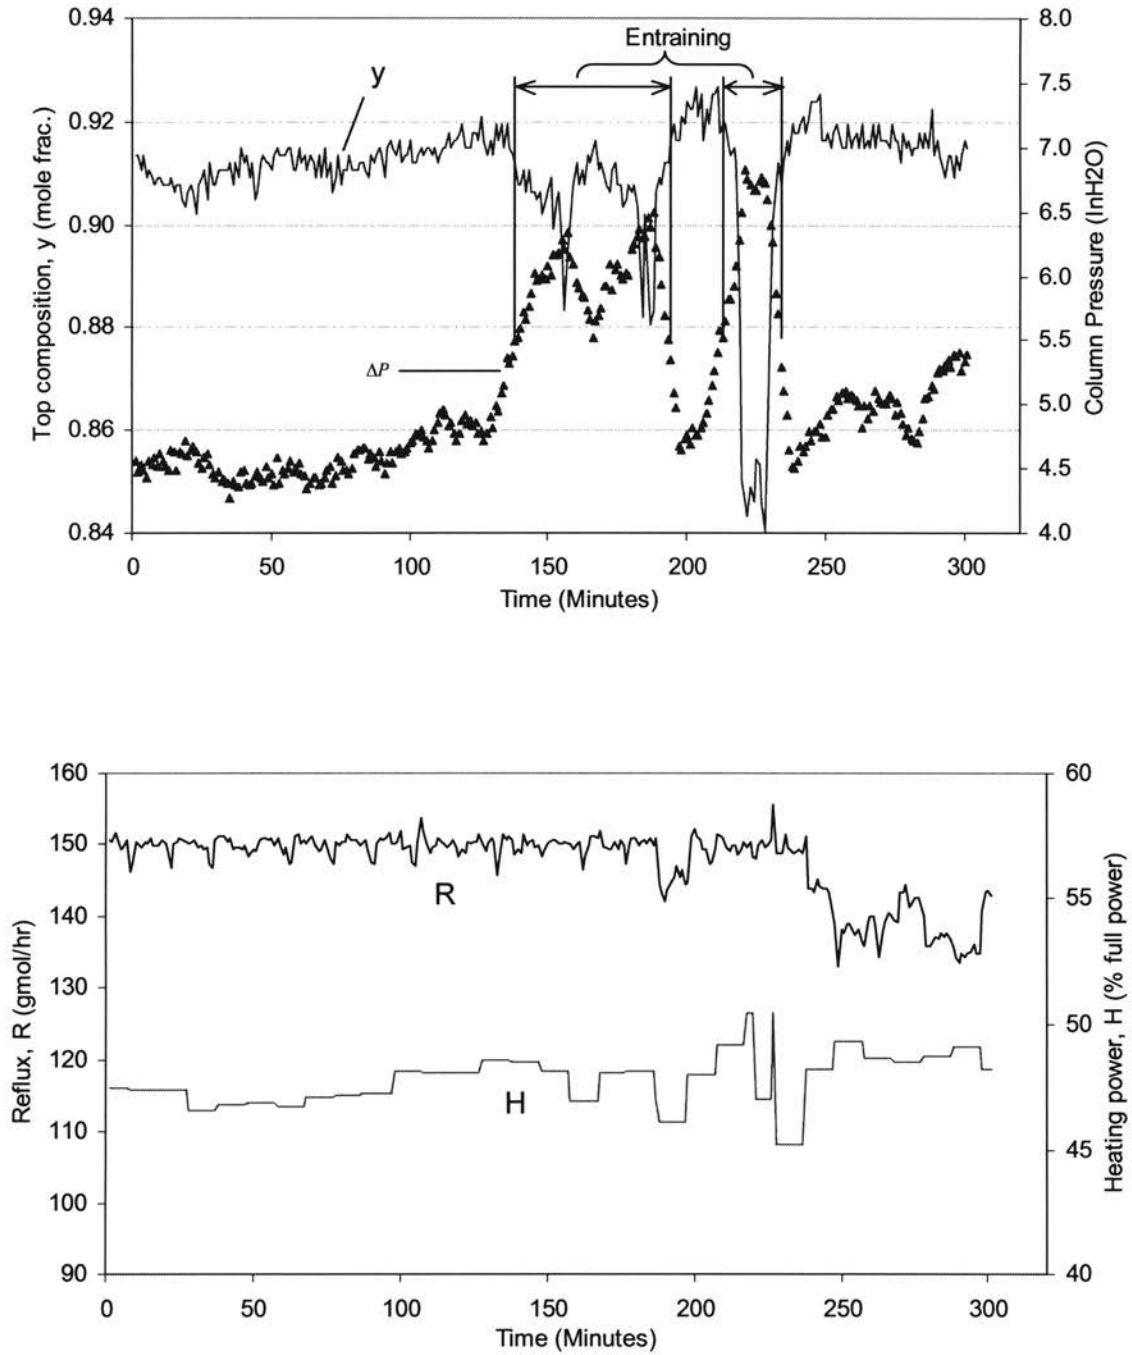 0.94
0.92
0.90
0.88
0.86
0.84
Top composition, y (mole frac.)
8.0
7.5
7.0
6.5
6.0
5.5
5.0
4.5
4.0
Column Pressure (InH2O)
Entraining
y
ΔP
0 50 100 150 200 250 300
Time (Minutes)
160
150
140
130
120
110
100
90
Reflux, R (gmol/hr)
60
55
50
45
40
Heating power, H (% full power)
R
H
0 50 100 150 200 250 300
Time (Minutes)